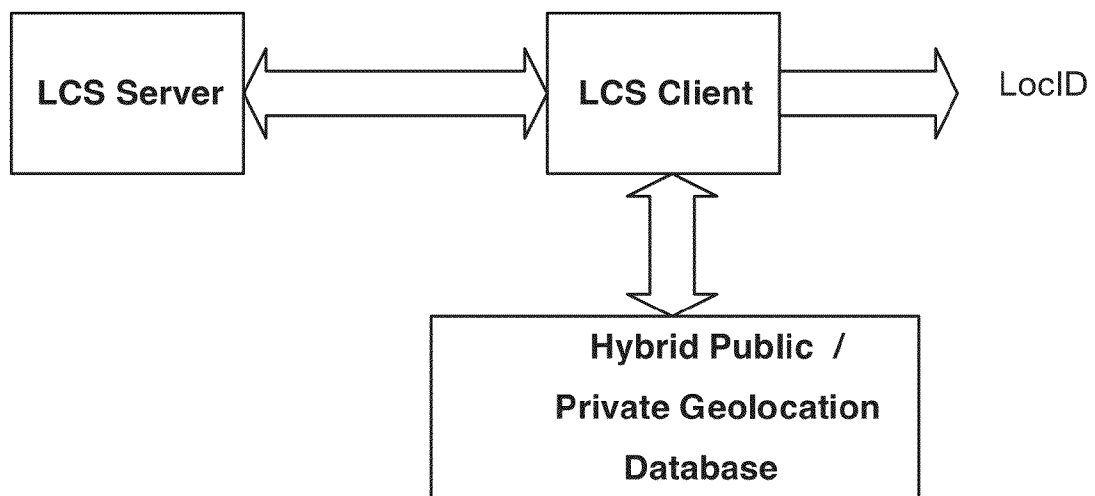 LCS Server
LCS Client
LocID
Hybrid Public /
Private Geolocation
Database